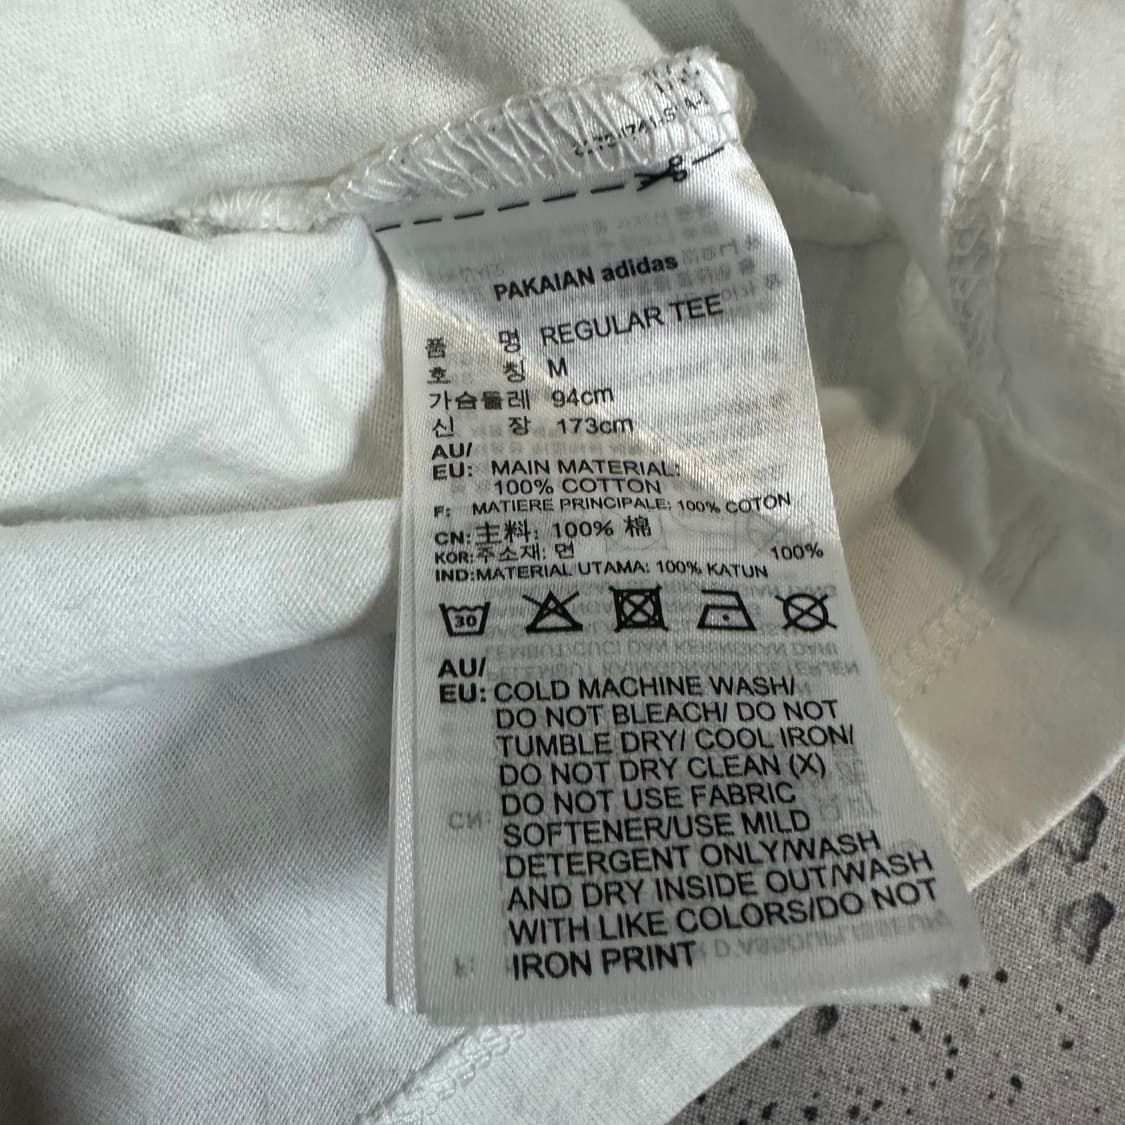 PAKAIAN adidas
품 명 REGULAR TEE
호 칭 M
가슴둘레 94cm
신 장 173cm
AU/
EU: MAIN MATERIAL:
100% COTTON
F: MATIERE PRINCIPALE: 100% COTON
CN: 主料: 100% 棉
KOR: 주소재: 면 100%
IND:MATERIAL UTAMA: 100% KATUN
30
AU/
EU: COLD MACHINE WASH/
DO NOT BLEACH/ DO NOT
TUMBLE DRY/ COOL IRON/
DO NOT DRY CLEAN (X)
DO NOT USE FABRIC
SOFTENER/USE MILD
DETERGENT ONLY/WASH
AND DRY INSIDE OUT/WASH
WITH LIKE COLORS/DO NOT
IRON PRINT